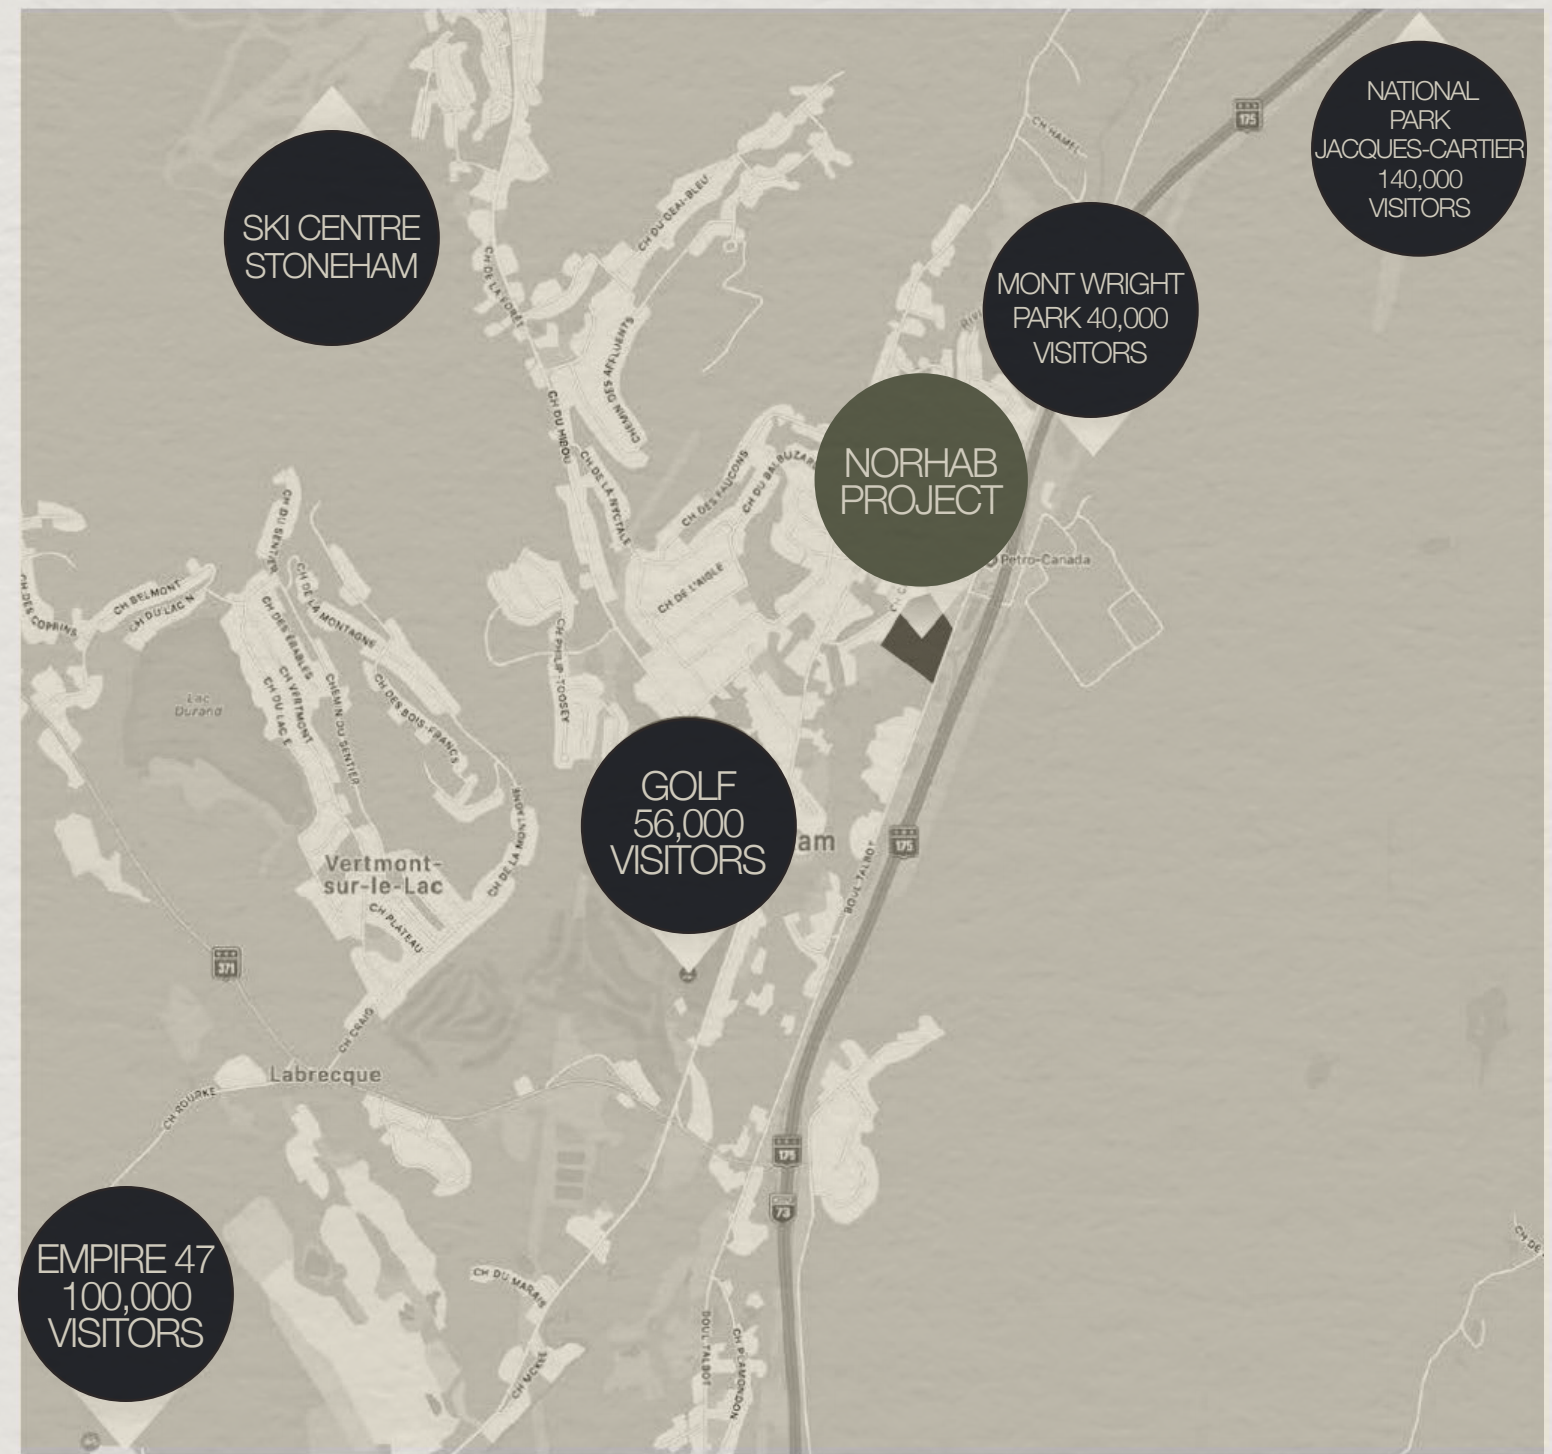 NATIONAL
PARK
JACQUES-CARTIER
140,000
VISITORS
175
CH HAMEL
SKI CENTRE
STONEHAM
CH DU GEAI-BLEU
CH DE LA FORÊT
MONT WRIGHT
PARK 40,000
VISITORS
CHEMIN DES AFFLUENTS
CH DU HIBOU
NORHAB
PROJECT
CH DE LA NYCTALE
CH DES FAUCONS
CH DU BALBUZAR
CH DU SENTIER
Petro-Canada
CH DE L'AIGLE
CH DES COPRINS
CH BELMONT
CH DU LAC N
CH DE LA MONTAGNE
CH DES ÉRABLES
CH PHILIP-TOOSEY
CH VERTMONT
CH DU LAC E
CHEMIN DU SENTIER
CH DES BOIS-FRANCS
Lac
Durand
GOLF
56,000
VISITORS
am
175
BOUL TALBOT
CH DE LA MONTAGNE
Vertmont-
sur-le-Lac
CH PLATEAU
371
CH CRAIG
Labrecque
CH ROURKE
175
73
EMPIRE 47
100,000
VISITORS
CH DU MARAIS
CH DE
BOUL TALBOT
CH PLAMONDON
CH MCKEE